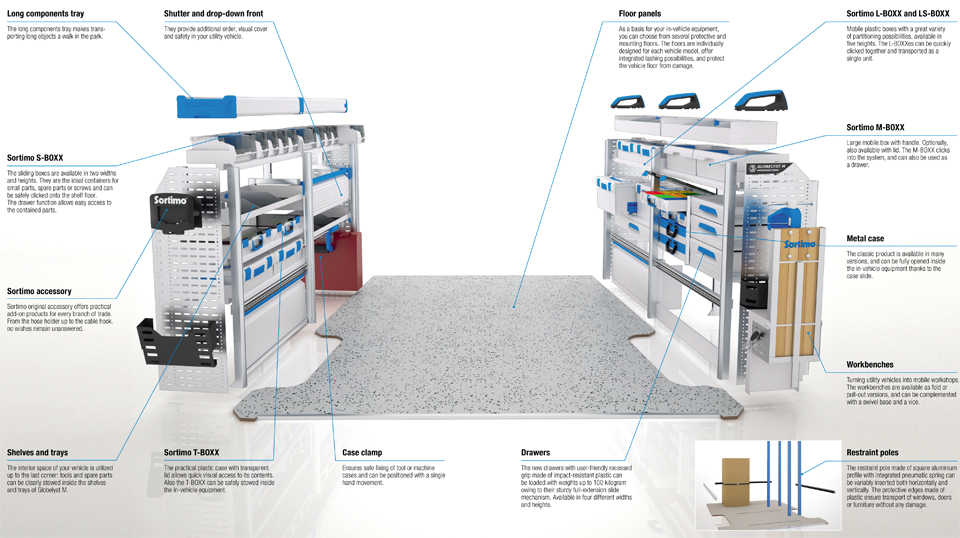 Long components tray
The long components tray makes trans-
porting long objects a walk in the park.
Shutter and drop-down front
They provide additional order, visual cover
and safety in your utility vehicle.
Floor panels
As a basis for your in-vehicle equipment,
you can choose from several protective and
mounting floors. The floors are individually
designed for each vehicle model, offer
integrated lashing possibilities, and protect
the vehicle floor from damage.
Sortimo L-BOXX and LS-BOXX
Mobile plastic boxes with a great variety
of partitioning possibilities, available in
five heights. The L-BOXXes can be quickly
clicked together and transported as a
single unit.
Sortimo S-BOXX
The sliding boxes are available in two widths
and heights. They are the ideal containers for
small parts, spare parts or screws and can
be safely clicked onto the shelf floor.
The drawer function allows easy access to
the contained parts.
Sortimo M-BOXX
Large mobile box with handle. Optionally,
also available with lid. The M-BOXX clicks
into the system, and can also be used as
a drawer.
GLOBELYST M
Sortimo
Sortimo
Metal case
The classic product is available in many
versions, and can be fully opened inside
the in-vehicle equipment thanks to the
case slide.
Sortimo accessory
Sortimo original accessory offers practical
add-on products for every branch of trade.
From the hose holder up to the cable hook,
no wishes remain unanswered.
Workbenches
Turning utility vehicles into mobile workshops.
The workbenches are available as fold or
pull-out versions, and can be complemented
with a swivel base and a vice.
Shelves and trays
The interior space of your vehicle is utilized
up to the last corner: tools and spare parts
can be clearly stowed inside the shelves
and trays of Globelyst M.
Sortimo T-BOXX
The practical plastic case with transparent
lid allows quick visual access to its contents.
Also the T-BOXX can be safely stowed inside
the in-vehicle equipment.
Case clamp
Ensures safe fixing of tool or machine
cases and can be positioned with a single
hand movement.
Drawers
The new drawers with user-friendly recessed
grip made of impact-resistant plastic can
be loaded with weights up to 100 kilogram
owing to their sturdy full-extension slide
mechanism. Available in four different widths
and heights.
Restraint poles
The restraint pole made of square aluminium
profile with integrated pneumatic spring can
be variably inserted both horizontally and
vertically. The protective edges made of
plastic ensure transport of windows, doors
or furniture without any damage.